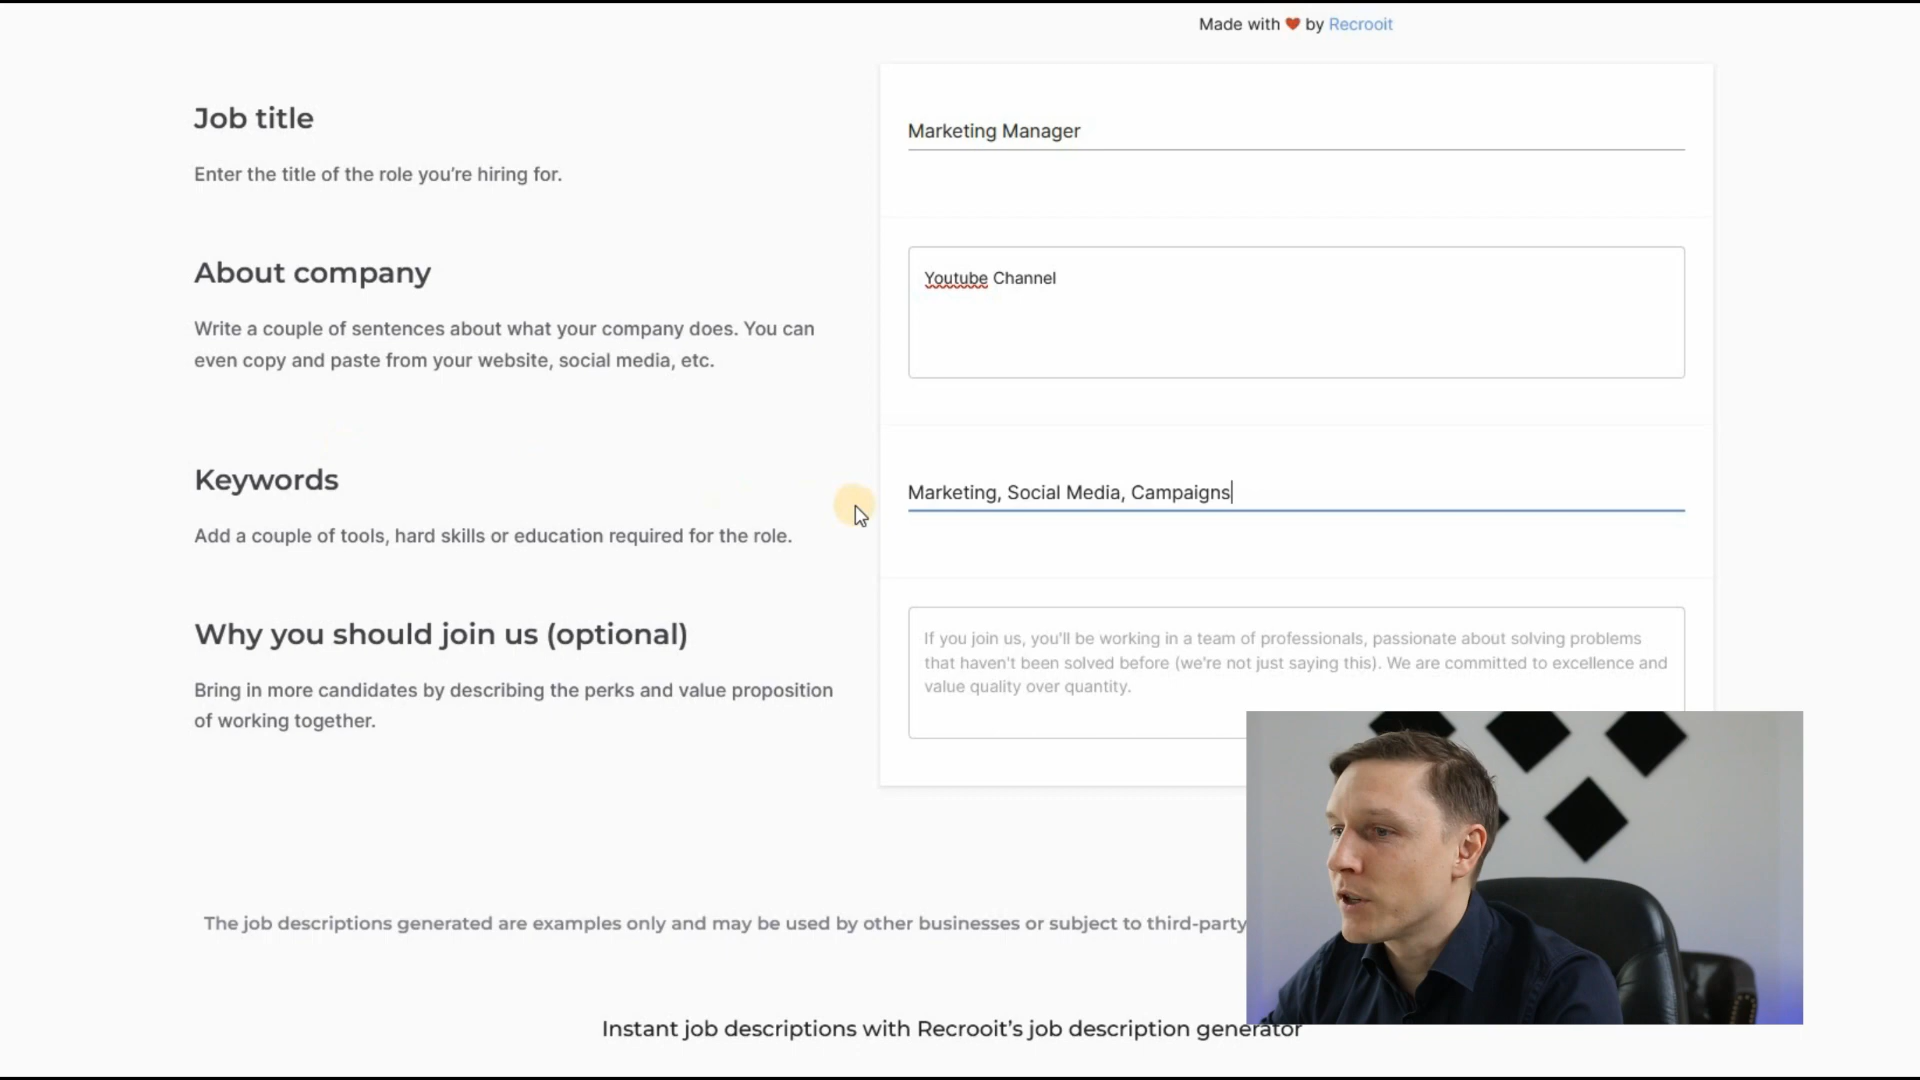 Made with ❤ by Recrooit
Job title
Enter the title of the role you're hiring for.
Marketing Manager
About company
Write a couple of sentences about what your company does. You can
even copy and paste from your website, social media, etc.
Youtube Channel
Keywords
Add a couple of tools, hard skills or education required for the role.
Marketing, Social Media, Campaigns
Why you should join us (optional)
Bring in more candidates by describing the perks and value proposition
of working together.
If you join us, you'll be working in a team of professionals, passionate about solving problems
that haven't been solved before (we're not just saying this). We are committed to excellence and
value quality over quantity.
The job descriptions generated are examples only and may be used by other businesses or subject to third-party
Instant job descriptions with Recrooit's job description generator